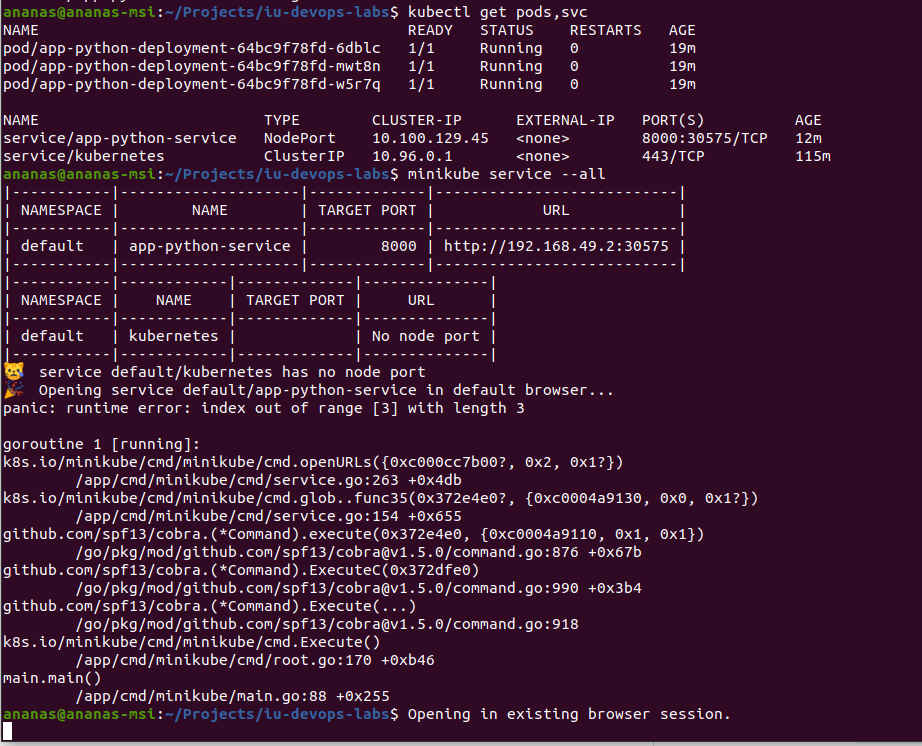 ananas@ananas-msi:~/Projects/iu-devops-labs$ kubectl get pods,svc
NAME                                         READY   STATUS    RESTARTS   AGE
pod/app-python-deployment-64bc9f78fd-6dblc   1/1     Running   0          19m
pod/app-python-deployment-64bc9f78fd-mwt8n   1/1     Running   0          19m
pod/app-python-deployment-64bc9f78fd-w5r7q   1/1     Running   0          19m

NAME                         TYPE        CLUSTER-IP      EXTERNAL-IP   PORT(S)          AGE
service/app-python-service   NodePort    10.100.129.45   <none>        8000:30575/TCP   12m
service/kubernetes           ClusterIP   10.96.0.1       <none>        443/TCP          115m
ananas@ananas-msi:~/Projects/iu-devops-labs$ minikube service --all
|-----------|--------------------|-------------|---------------------------|
| NAMESPACE |        NAME        | TARGET PORT |            URL            |
|-----------|--------------------|-------------|---------------------------|
| default   | app-python-service |        8000 | http://192.168.49.2:30575 |
|-----------|--------------------|-------------|---------------------------|
|-----------|------------|-------------|--------------|
| NAMESPACE |    NAME    | TARGET PORT |     URL      |
|-----------|------------|-------------|--------------|
| default   | kubernetes |             | No node port |
|-----------|------------|-------------|--------------|
😿  service default/kubernetes has no node port
🎉  Opening service default/app-python-service in default browser...
panic: runtime error: index out of range [3] with length 3

goroutine 1 [running]:
k8s.io/minikube/cmd/minikube/cmd.openURLs({0xc000cc7b00?, 0x2, 0x1?})
        /app/cmd/minikube/cmd/service.go:263 +0x4db
k8s.io/minikube/cmd/minikube/cmd.glob..func35(0x372e4e0?, {0xc0004a9130, 0x0, 0x1?})
        /app/cmd/minikube/cmd/service.go:154 +0x655
github.com/spf13/cobra.(*Command).execute(0x372e4e0, {0xc0004a9110, 0x1, 0x1})
        /go/pkg/mod/github.com/spf13/cobra@v1.5.0/command.go:876 +0x67b
github.com/spf13/cobra.(*Command).ExecuteC(0x372dfe0)
        /go/pkg/mod/github.com/spf13/cobra@v1.5.0/command.go:990 +0x3b4
github.com/spf13/cobra.(*Command).Execute(...)
        /go/pkg/mod/github.com/spf13/cobra@v1.5.0/command.go:918
k8s.io/minikube/cmd/minikube/cmd.Execute()
        /app/cmd/minikube/cmd/root.go:170 +0xb46
main.main()
        /app/cmd/minikube/main.go:88 +0x255
ananas@ananas-msi:~/Projects/iu-devops-labs$ Opening in existing browser session.